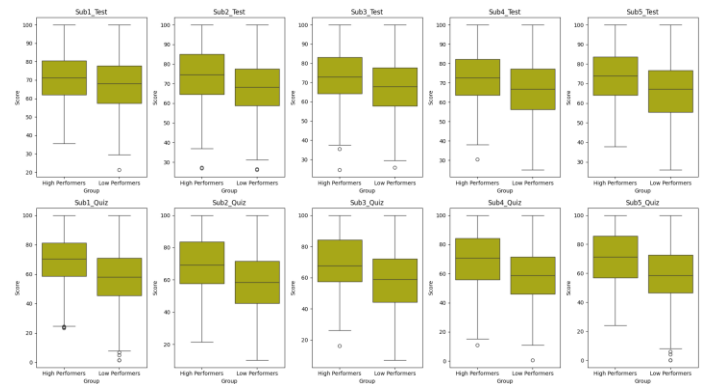 Sub1_Test
Sub2_Test
Sub3_Test
Sub4_Test
Sub5_Test
100
90
80
70
60
50
40
30
20
Score
High Performers
Low Performers
Group
100
90
80
70
60
50
40
30
Score
High Performers
Low Performers
Group
100
90
80
70
60
50
40
30
Score
High Performers
Low Performers
Group
100
90
80
70
60
50
40
30
Score
High Performers
Low Performers
Group
100
90
80
70
60
50
40
30
Score
High Performers
Low Performers
Group
Sub1_Quiz
Sub2_Quiz
Sub3_Quiz
Sub4_Quiz
Sub5_Quiz
100
80
60
40
20
0
Score
High Performers
Low Performers
Group
100
80
60
40
20
Score
High Performers
Low Performers
Group
100
80
60
40
20
Score
High Performers
Low Performers
Group
100
80
60
40
20
0
Score
High Performers
Low Performers
Group
100
80
60
40
20
0
Score
High Performers
Low Performers
Group